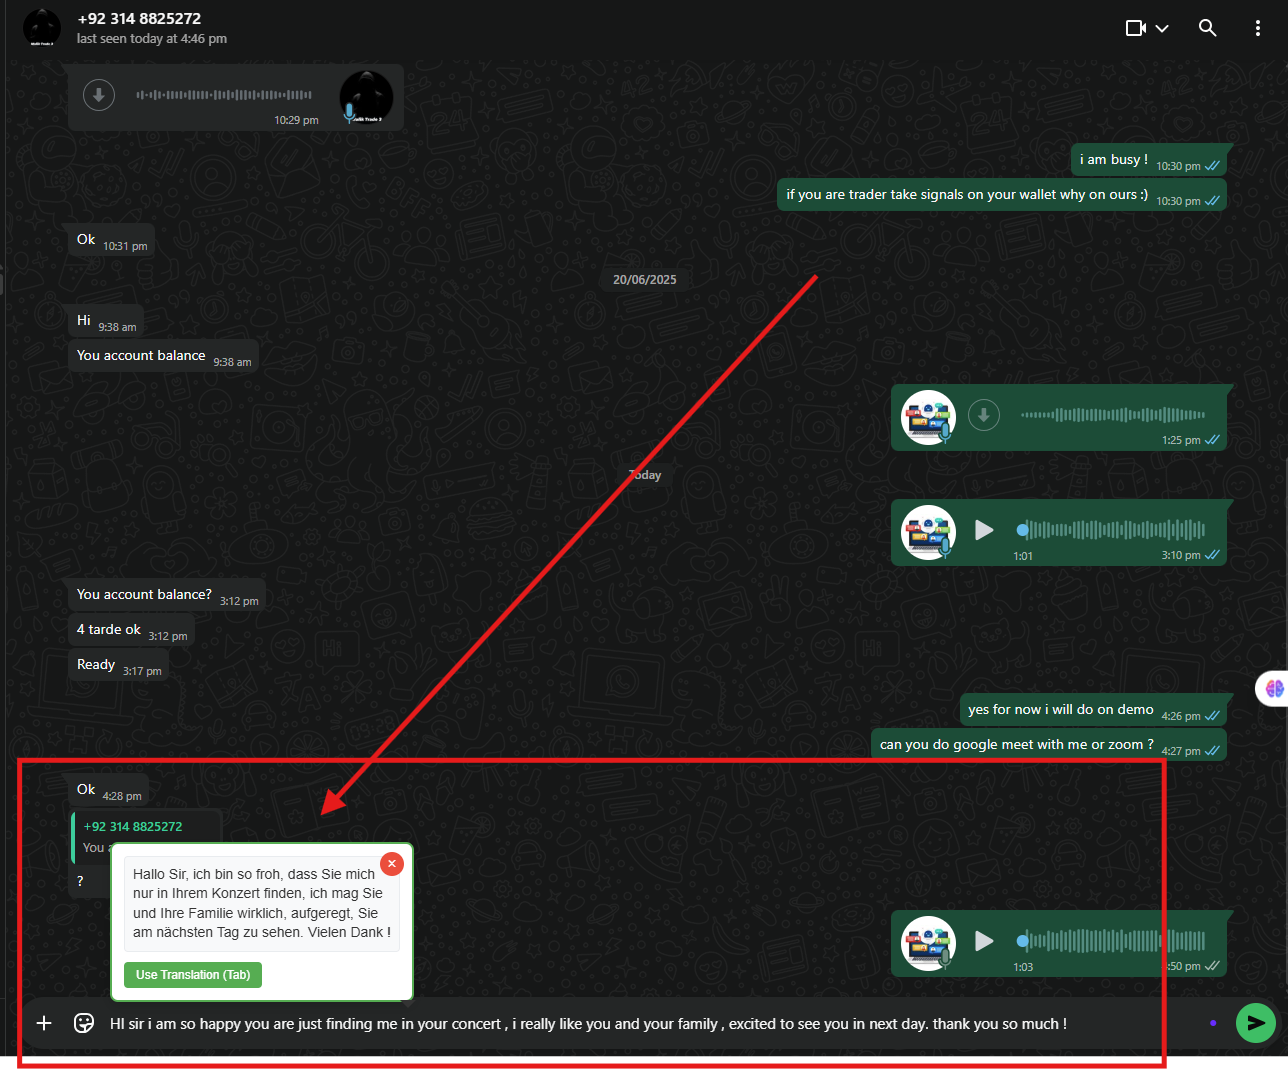 +92 314 8825272
last seen today at 4:46 pm
10:29 pm
i am busy ! 10:30 pm
if you are trader take signals on your wallet why on ours :) 10:30 pm
Ok 10:31 pm
20/06/2025
Hi 9:38 am
You account balance 9:38 am
1:25 pm
Today
1:01 3:10 pm
You account balance? 3:12 pm
4 tarde ok 3:12 pm
Ready 3:17 pm
yes for now i will do on demo 4:26 pm
can you do google meet with me or zoom ? 4:27 pm
Ok 4:28 pm
+92 314 8825272
You a
?
Hallo Sir, ich bin so froh, dass Sie mich
nur in Ihrem Konzert finden, ich mag Sie
und Ihre Familie wirklich, aufgeregt, Sie
am nächsten Tag zu sehen. Vielen Dank !
Use Translation (Tab)
1:03 :50 pm
HI sir i am so happy you are just finding me in your concert , i really like you and your family , excited to see you in next day. thank you so much !